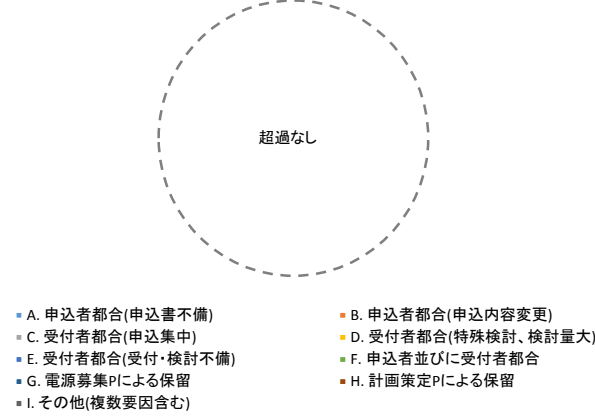 超過なし
A. 申込者都合(申込書不備)
B. 申込者都合(申込内容変更)
C. 受付者都合(申込集中)
D. 受付者都合(特殊検討、検討量大)
E. 受付者都合(受付・検討不備)
F. 申込者並びに受付者都合
G. 電源募集Pによる保留
H. 計画策定Pによる保留
I. その他(複数要因含む)